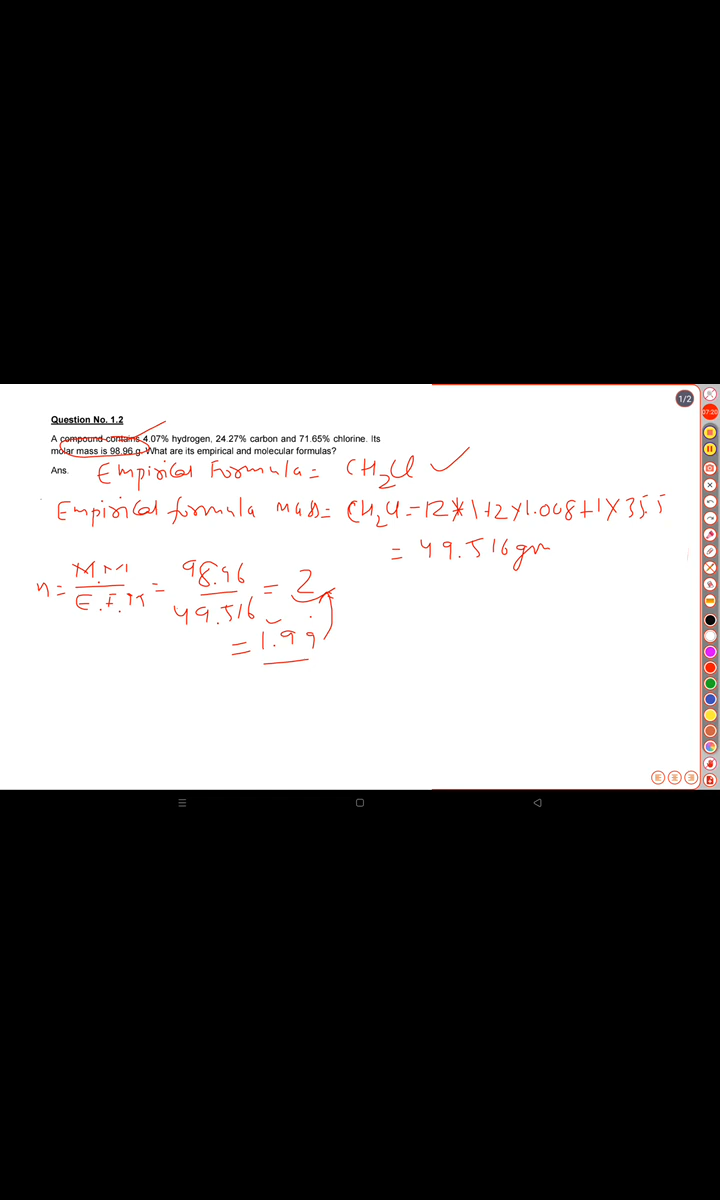 1/2
07:20
Question No. 1.2
A compound contains 4.07% hydrogen, 24.27% carbon and 71.65% chlorine. Its
molar mass is 98.96 g. What are its empirical and molecular formulas?
Ans. Empirical Formula = CH2Cl ✓
Empirical formula mass = CH2Cl = 12*1+2×1.008+1×35.5
= 49.516gm
n = M.M / E.F.M = 98.96 / 49.516 = 2
= 1.99